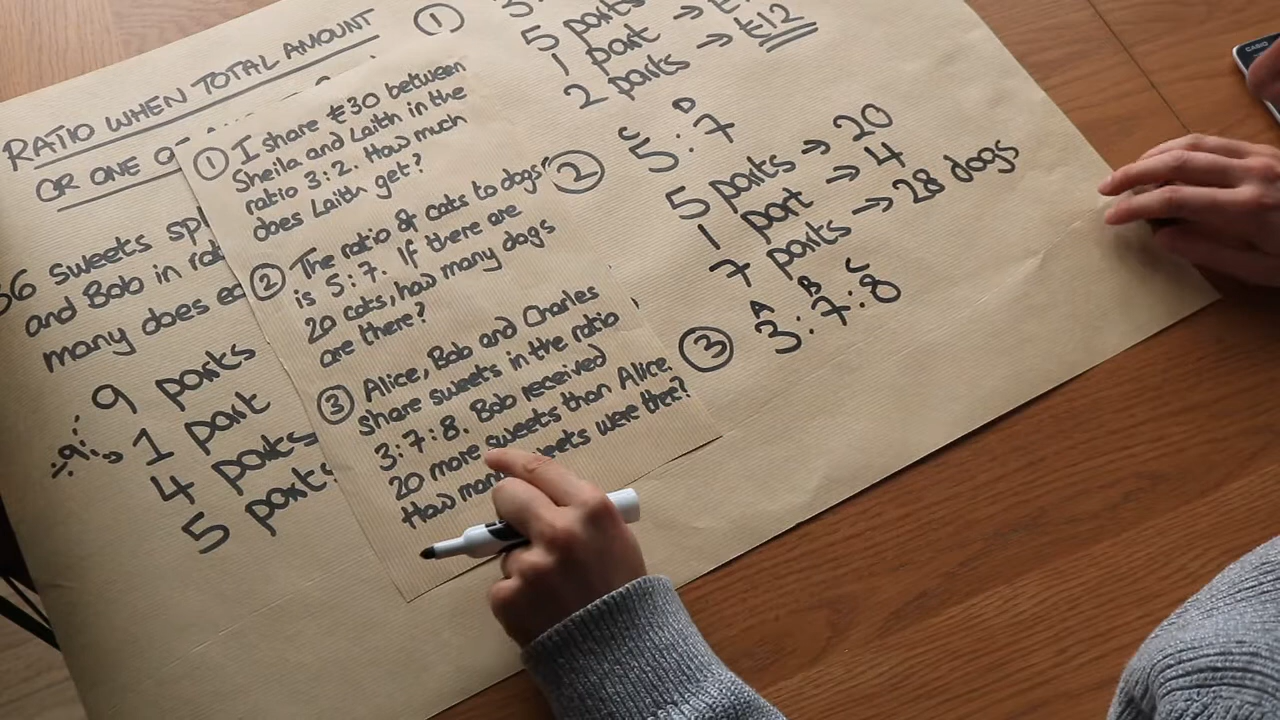 RATIO WHEN TOTAL AMOUNT
OR ONE
36 sweets
and Bob in
many does
9 parts
÷9
1 part
4 parts
5 parts
① I share £30 between
Sheila and Laith in the
ratio 3:2. How much
does Laith get?
② The ratio of cats to dogs
is 5:7. If there are
20 cats, how many dogs
are there?
③ Alice, Bob and Charles
share sweets in the ratio
3:7:8. Bob received
20 more sweets than Alice.
How many sweets were there?
①
5 parts
1 part →
2 parts → £12
②
C D
5:7
5 parts → 20
1 part → 4
7 parts → 28 dogs
③
A B C
3:7:8
CASIO